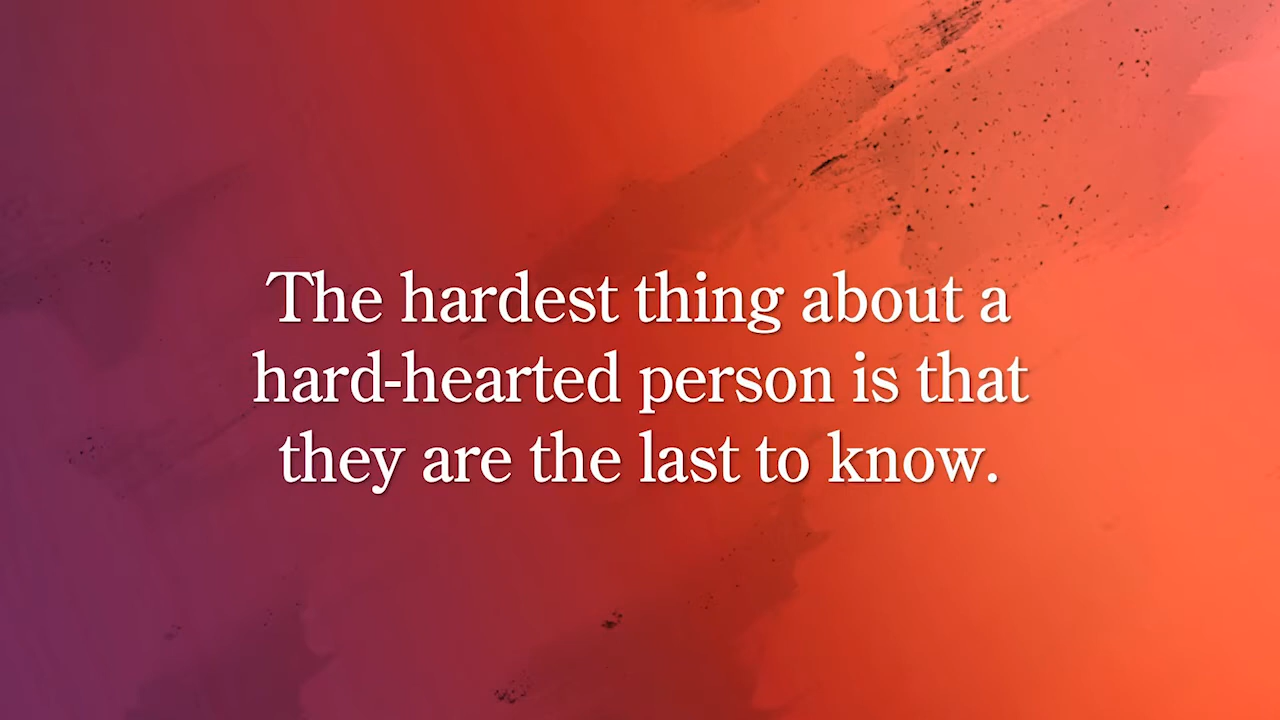 The hardest thing about a
hard-hearted person is that
they are the last to know.